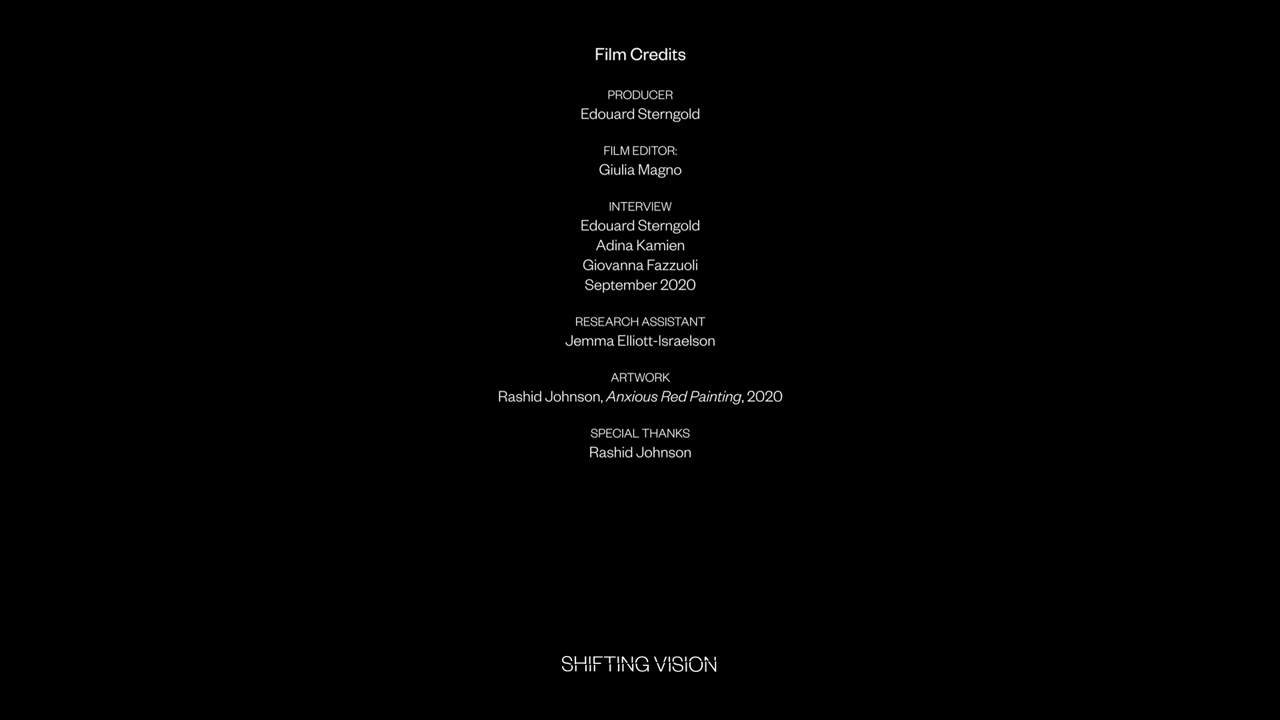 Film Credits
PRODUCER
Edouard Sterngold
FILM EDITOR:
Giulia Magno
INTERVIEW
Edouard Sterngold
Adina Kamien
Giovanna Fazzuoli
September 2020
RESEARCH ASSISTANT
Jemma Elliott-Israelson
ARTWORK
Rashid Johnson, Anxious Red Painting, 2020
SPECIAL THANKS
Rashid Johnson
SHIFTING VISION